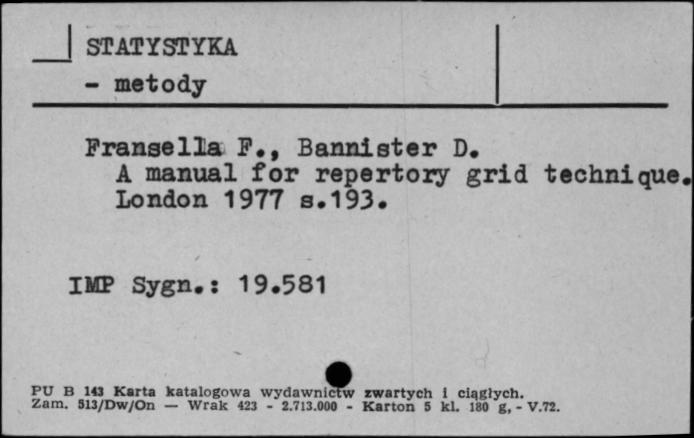 STATYSTYKA
- metody
Fransella F., Bannister D.
A manual for repertory grid technique.
London 1977 s.193.
IMP Sygn.: 19.581
PU B 143 Karta katalogowa wydawnictw zwartych i ciągłych.
Zam. 513/Dw/On — Wrak 423 - 2.713.000 - Karton 5 kl. 180 g, - V.72.